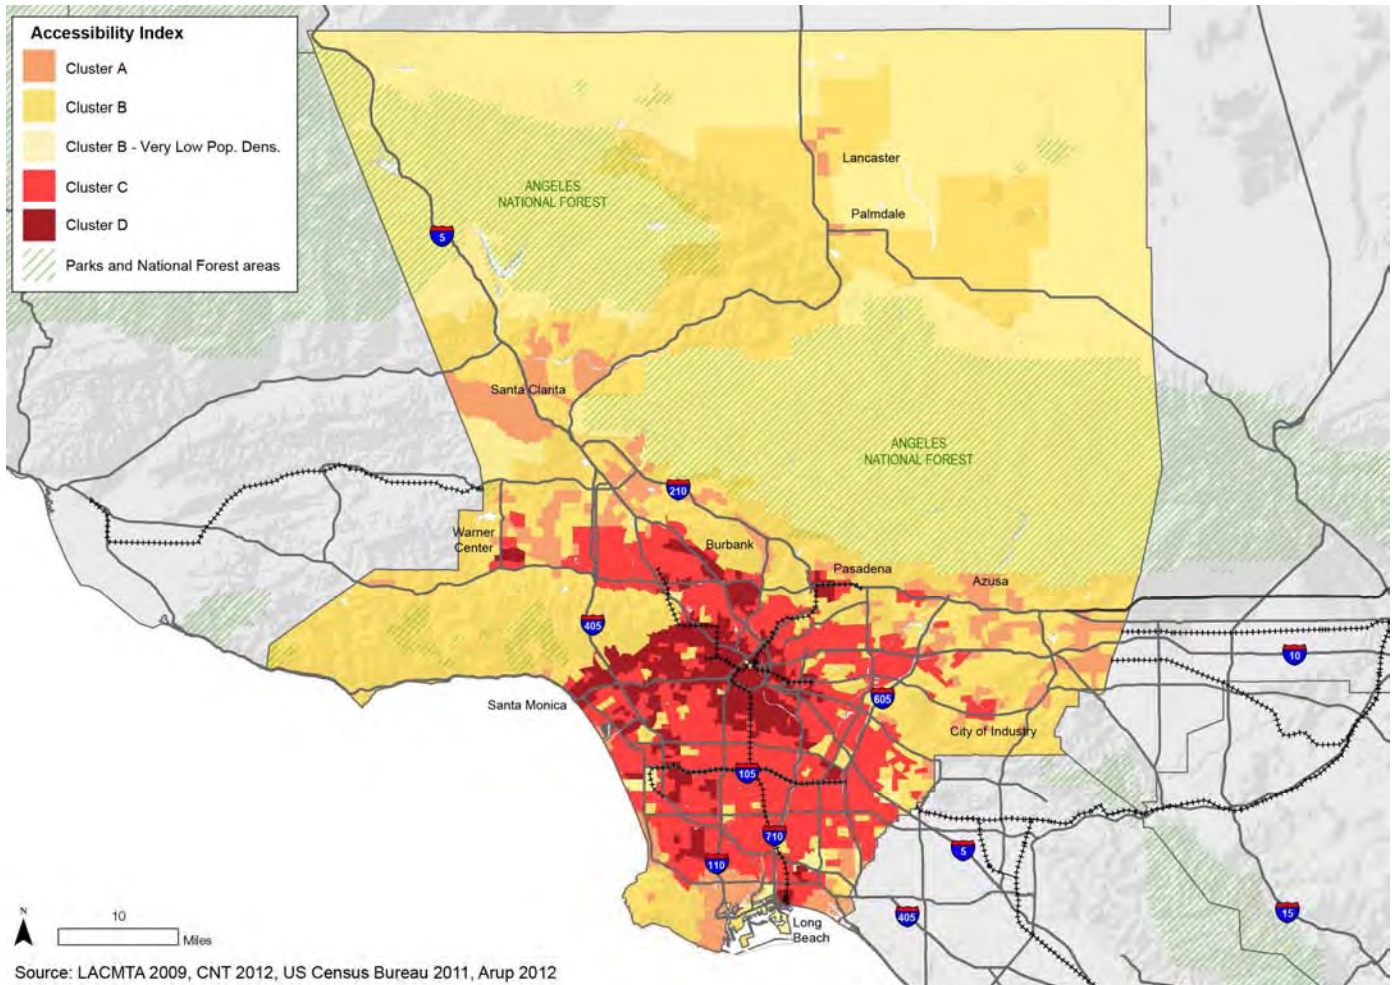 Accessibility Index
Cluster A
Cluster B
Cluster B - Very Low Pop. Dens.
Cluster C
Cluster D
Parks and National Forest areas
Lancaster
ANGELES
NATIONAL FOREST
Palmdale
5
Santa Clarita
ANGELES
NATIONAL FOREST
210
Warner
Center
Burbank
Pasadena
Azusa
405
10
Santa Monica
605
City of Industry
105
710
110
5
405
15
Long
Beach
N
10
Miles
Source: LACMTA 2009, CNT 2012, US Census Bureau 2011, Arup 2012